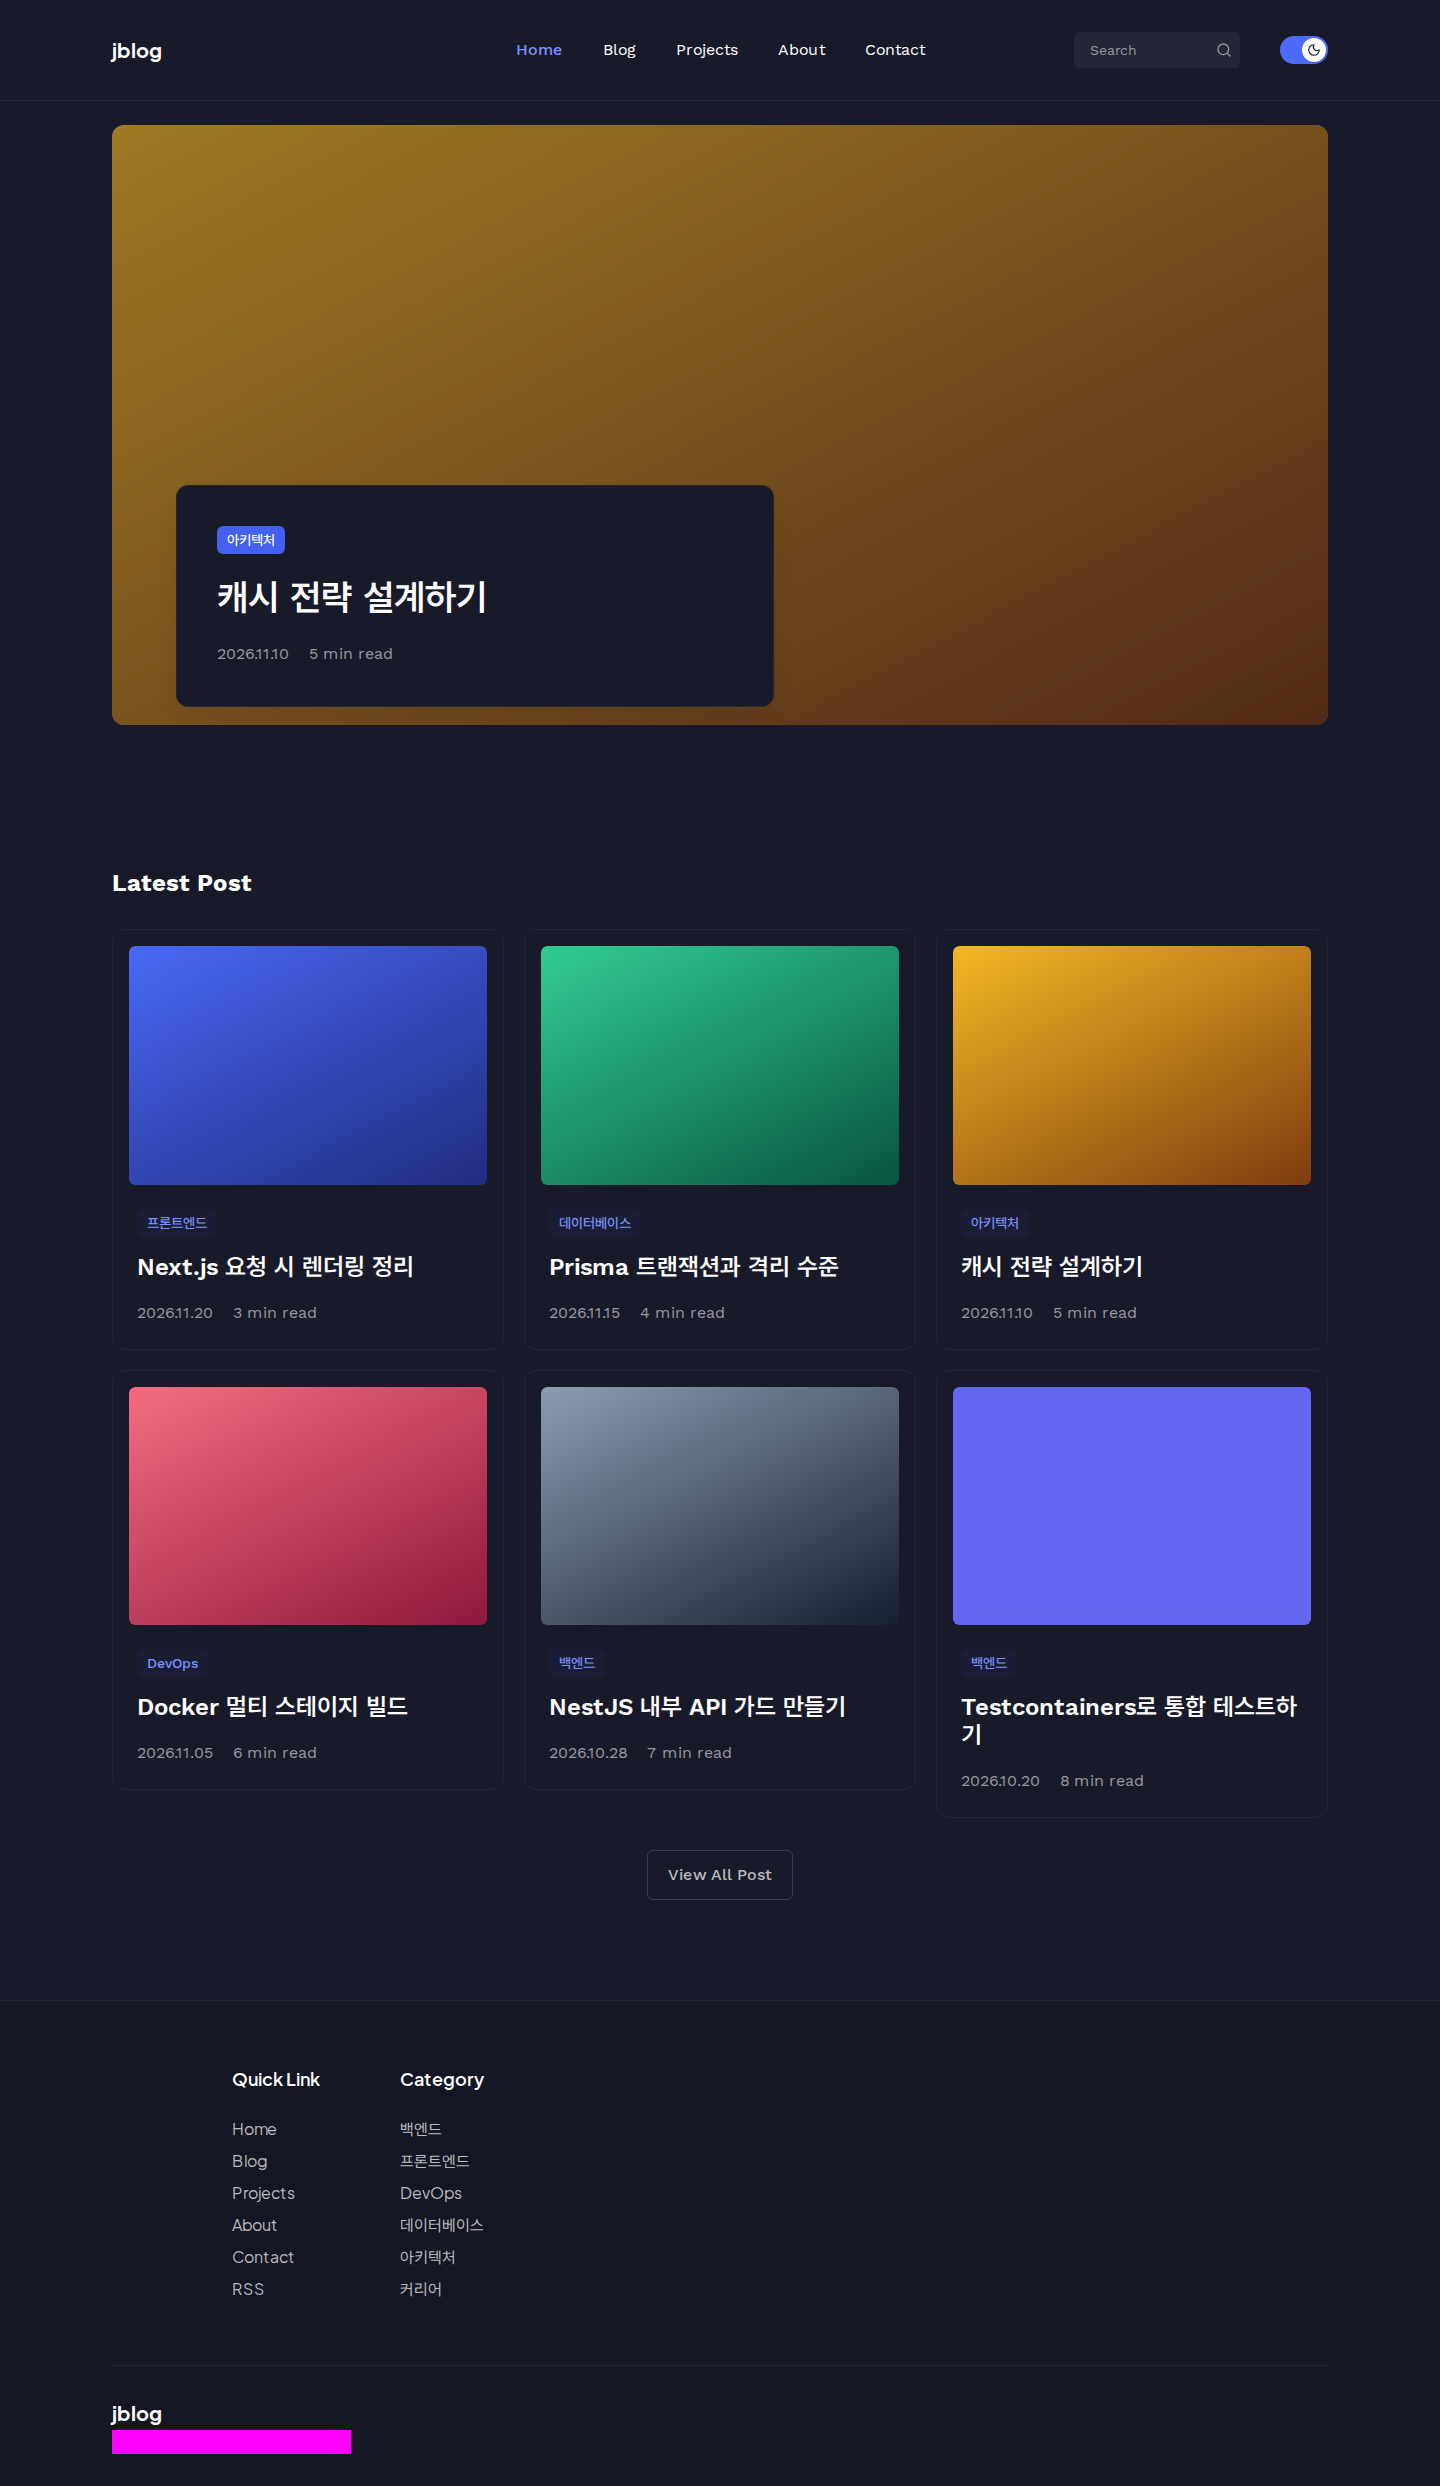 jblog
Home Blog Projects About Contact
Search
아키텍처
캐시 전략 설계하기
2026.11.10 5 min read
Latest Post
프론트엔드
Next.js 요청 시 렌더링 정리
2026.11.20 3 min read
데이터베이스
Prisma 트랜잭션과 격리 수준
2026.11.15 4 min read
아키텍처
캐시 전략 설계하기
2026.11.10 5 min read
DevOps
Docker 멀티 스테이지 빌드
2026.11.05 6 min read
백엔드
NestJS 내부 API 가드 만들기
2026.10.28 7 min read
백엔드
Testcontainers로 통합 테스트하
기
2026.10.20 8 min read
View All Post
Quick Link
Home
Blog
Projects
About
Contact
RSS
Category
백엔드
프론트엔드
DevOps
데이터베이스
아키텍처
커리어
jblog